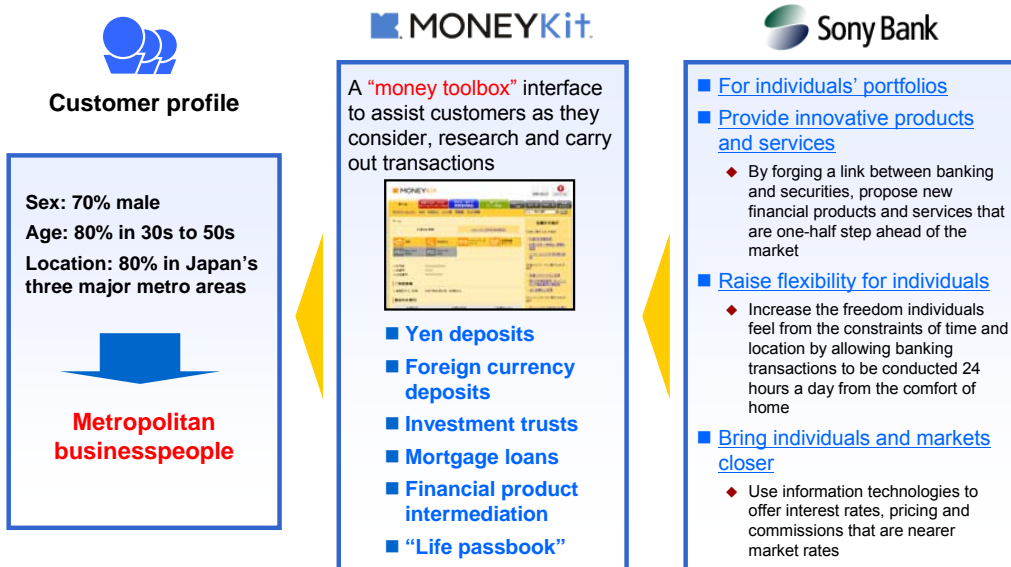 Customer profile
Sex: 70% male
Age: 80% in 30s to 50s
Location: 80% in Japan's
three major metro areas
Metropolitan
businesspeople
MONEYKit.
A “money toolbox” interface
to assist customers as they
consider, research and carry
out transactions
MONEYKit
Yen deposits
Foreign currency
deposits
Investment trusts
Mortgage loans
Financial product
intermediation
“Life passbook”
Sony Bank
For individuals’ portfolios
Provide innovative products
and services
By forging a link between banking
and securities, propose new
financial products and services that
are one-half step ahead of the
market
Raise flexibility for individuals
Increase the freedom individuals
feel from the constraints of time and
location by allowing banking
transactions to be conducted 24
hours a day from the comfort of
home
Bring individuals and markets
closer
Use information technologies to
offer interest rates, pricing and
commissions that are nearer
market rates